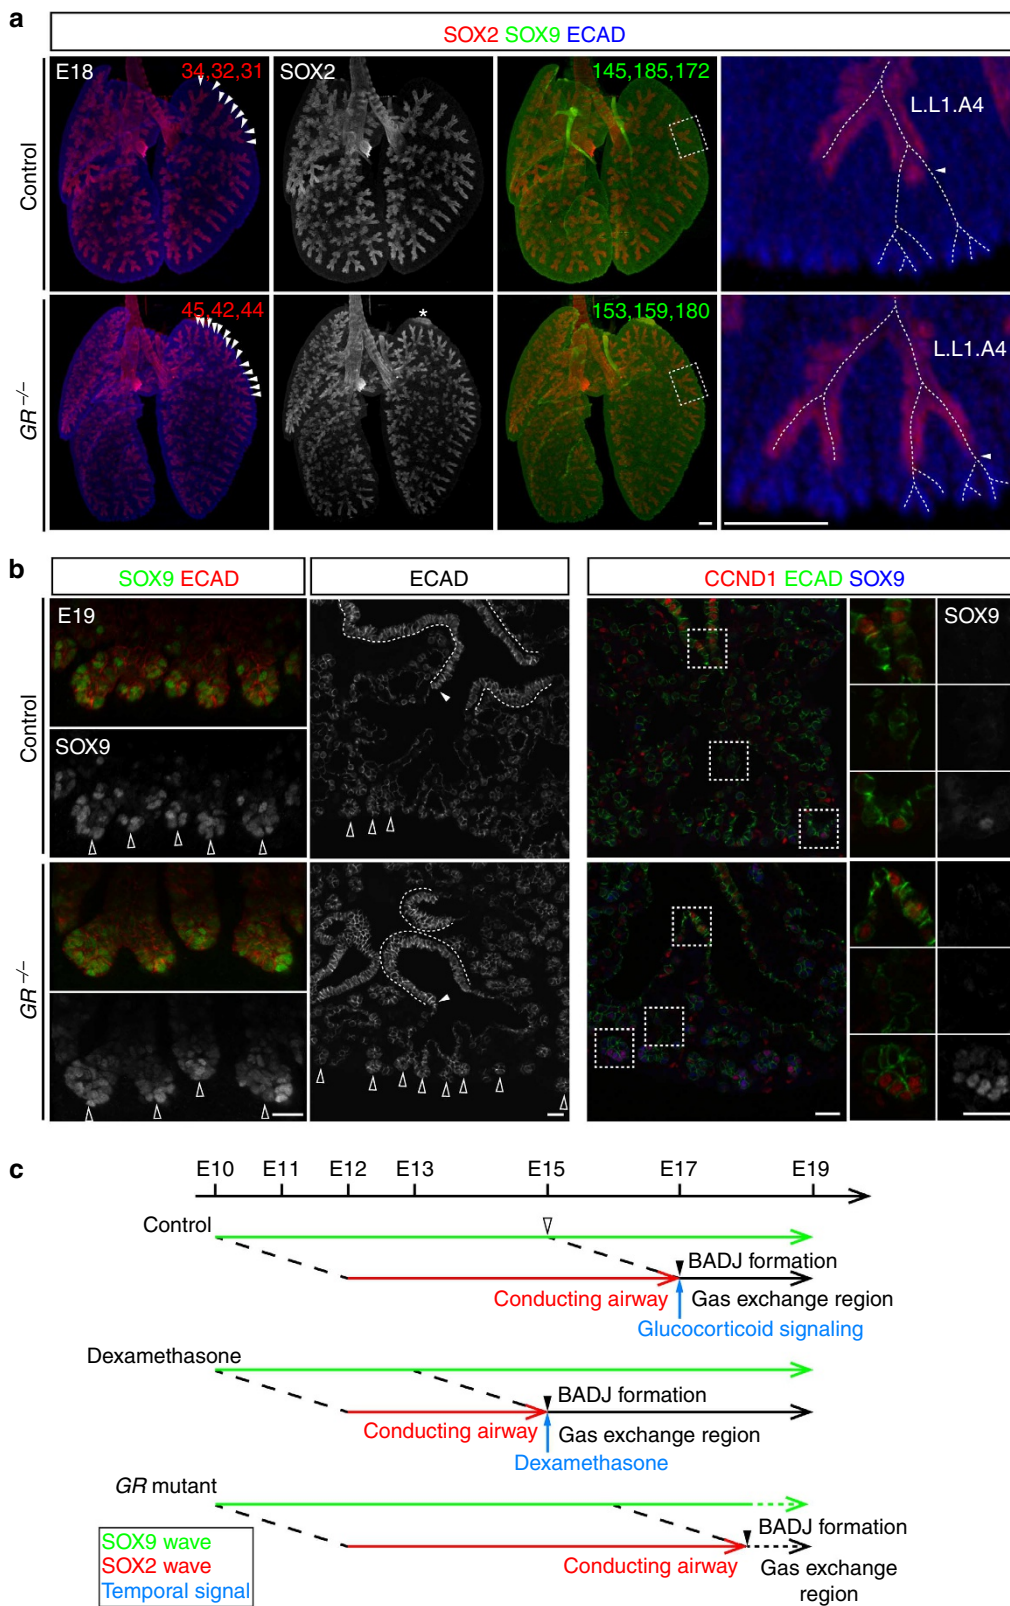 a
SOX2 SOX9 ECAD
Control
E18
34,32,31
SOX2
145,185,172
L.L1.A4
GR−/−
45,42,44
*
153,159,180
L.L1.A4
b
SOX9 ECAD
ECAD
CCND1 ECAD SOX9
Control
E19
SOX9
SOX9
GR−/−
c
E10 E11 E12 E13 E15 E17 E19
Control
BADJ formation
Conducting airway
Gas exchange region
Glucocorticoid signaling
Dexamethasone
BADJ formation
Conducting airway
Gas exchange region
Dexamethasone
GR mutant
BADJ formation
Conducting airway
Gas exchange
region
SOX9 wave
SOX2 wave
Temporal signal